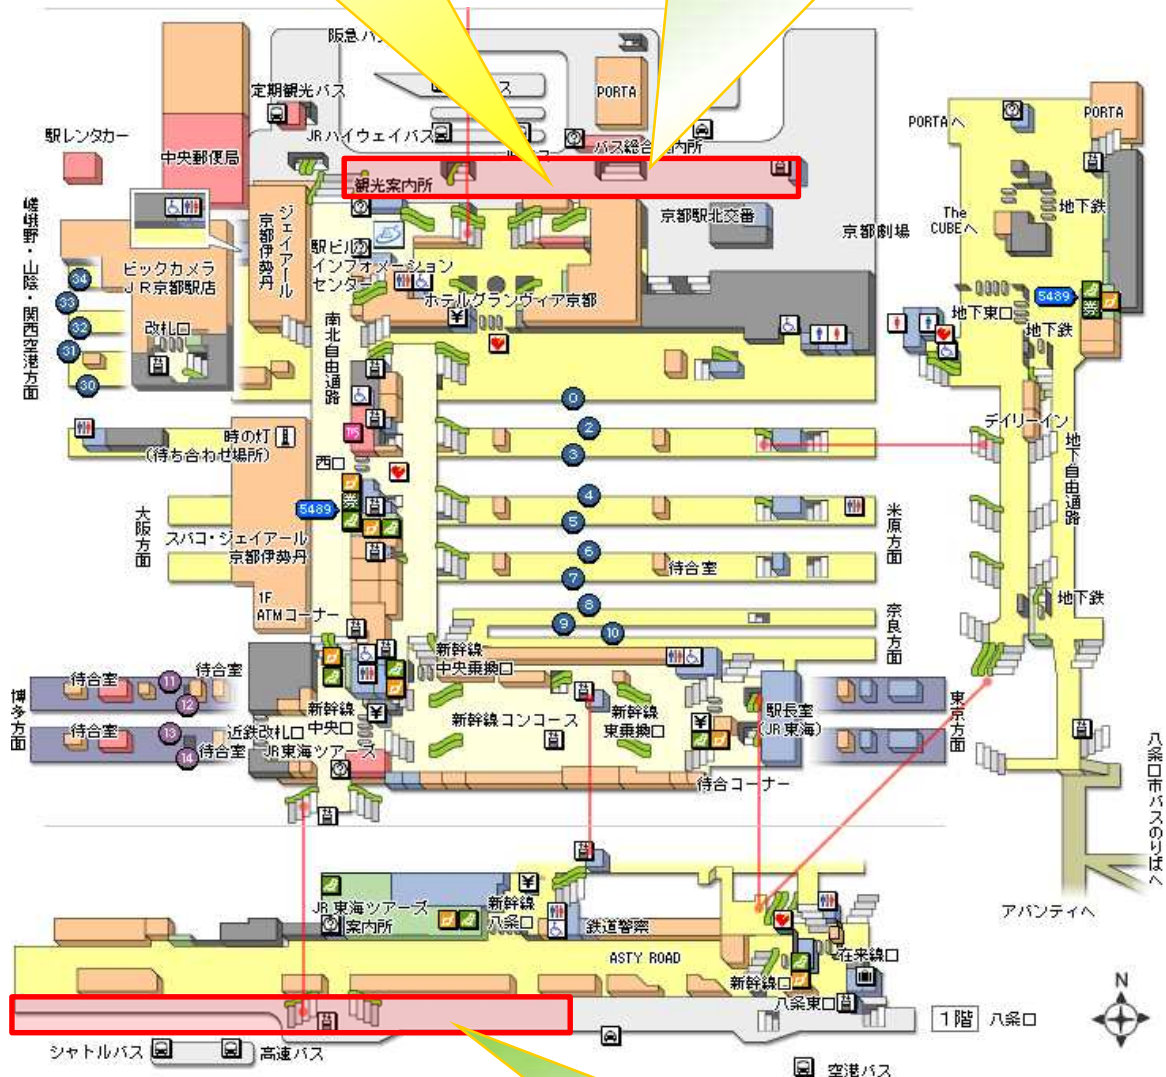 阪急バ
ス
PORTA
定期観光バス
JRハイウェイバス
バス総合案内所
駅レンタカー
中央郵便局
観光案内所
京都駅北交番
京都劇場
PORTAへ
PORTA
地下鉄
The
CUBEへ
嵯峨野・山陰・関西空港方面
ビックカメラ
JR京都駅店
改札口
34
33
32
31
30
ジェイアール
京都伊勢丹
駅ビル
インフォメーション
センター
ホテルグランヴィア京都
南北自由通路
5489
地下東口
地下鉄
0
2
3
4
5
6
7
8
9
10
時の灯
(待ち合わせ場所)
西口
TiS
5489
デイリーイン
地下自由通路
大阪方面
スバコ・ジェイアール
京都伊勢丹
米原方面
待合室
1F
ATMコーナー
地下鉄
奈良方面
新幹線
中央乗換口
博多方面
待合室
11
待合室
12
待合室
13
待合室
14
新幹線
中央口
近鉄改札口
JR東海ツアーズ
新幹線コンコース
新幹線
東乗換口
駅長室
(JR東海)
東京方面
待合コーナー
八条口市バスのりばへ
アバンティへ
JR東海ツアーズ
案内所
新幹線
八条口
鉄道警察
ASTY ROAD
在来線口
新幹線口
八条東口
1階 八条口
シャトルバス
高速バス
空港バス
N